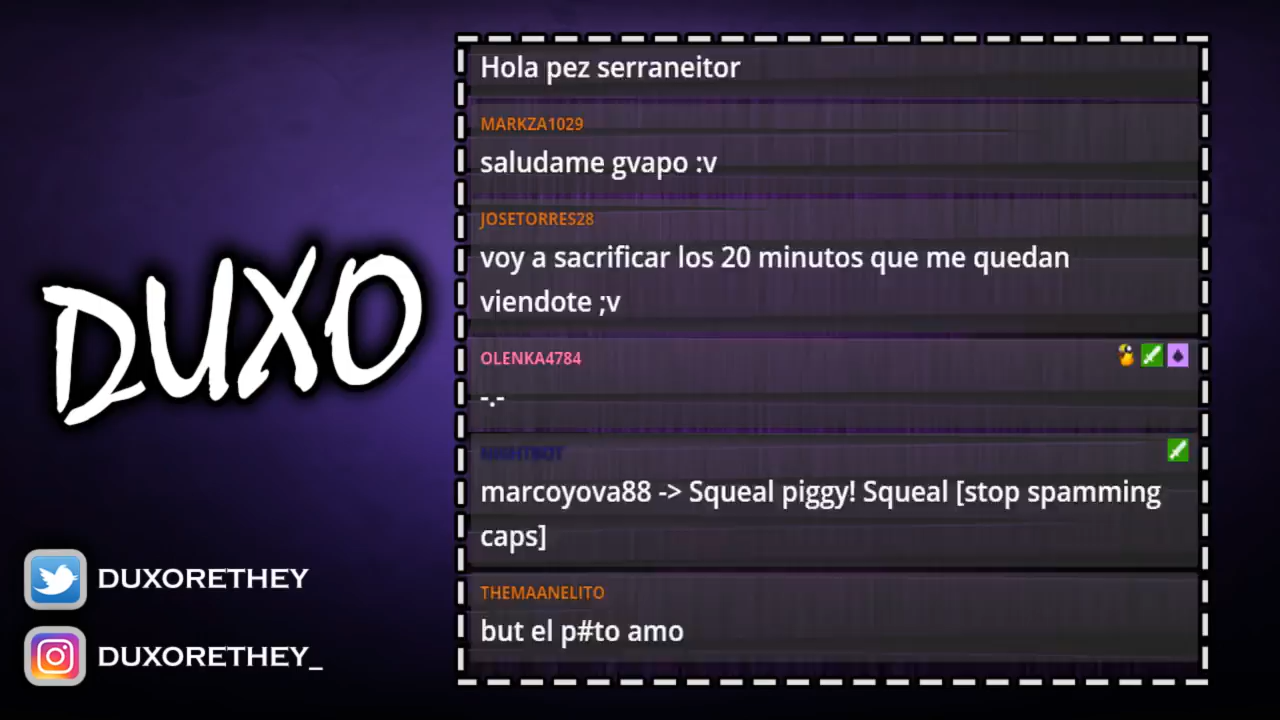 Hola pez serraneitor
MARKZA1029
saludame gvapo :v
JOSETORRES28
voy a sacrificar los 20 minutos que me quedan
viendote ;v
DUXO
OLENKA4784
-.-
NIGHTBOT
marcoyova88 -> Squeal piggy! Squeal [stop spamming
caps]
THEMAANELITO
but el p#to amo
DUXORETHEY
DUXORETHEY_